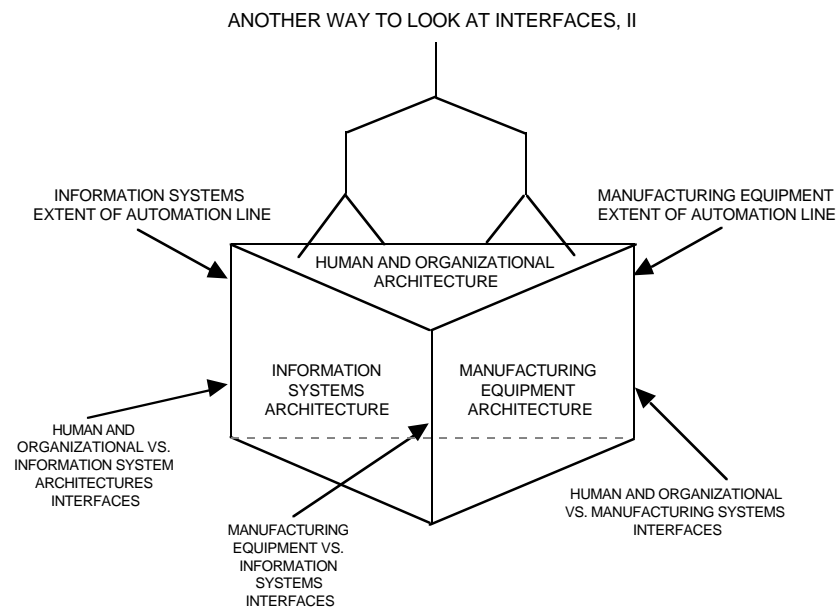 ANOTHER WAY TO LOOK AT INTERFACES, II
INFORMATION SYSTEMS
EXTENT OF AUTOMATION LINE
MANUFACTURING EQUIPMENT
EXTENT OF AUTOMATION LINE
HUMAN AND ORGANIZATIONAL
ARCHITECTURE
INFORMATION
SYSTEMS
ARCHITECTURE
MANUFACTURING
EQUIPMENT
ARCHITECTURE
HUMAN AND
ORGANIZATIONAL VS.
INFORMATION SYSTEM
ARCHITECTURES
INTERFACES
MANUFACTURING
EQUIPMENT VS.
INFORMATION
SYSTEMS
INTERFACES
HUMAN AND ORGANIZATIONAL
VS. MANUFACTURING SYSTEMS
INTERFACES